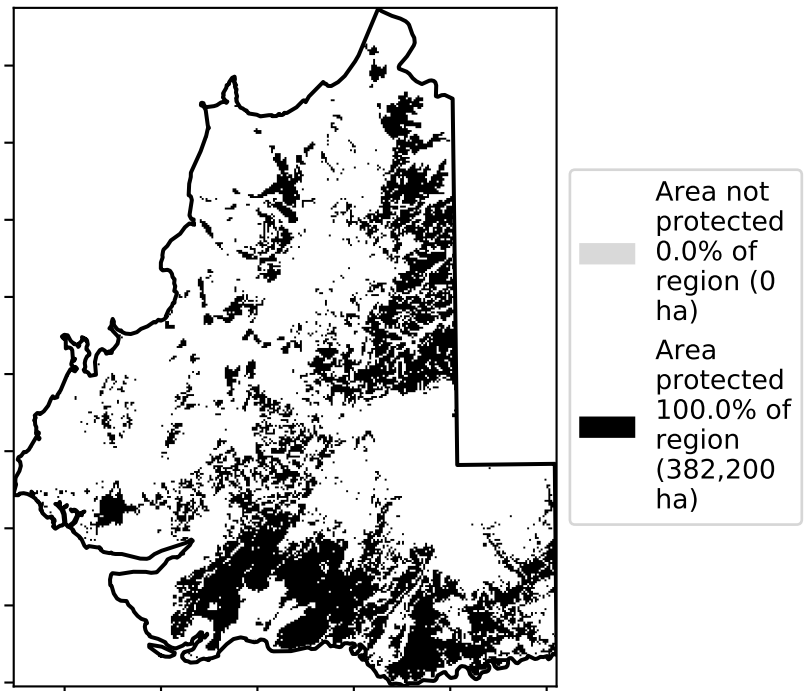 Area not
protected
0.0% of
region (0
ha)
Area
protected
100.0% of
region
(382,200
ha)